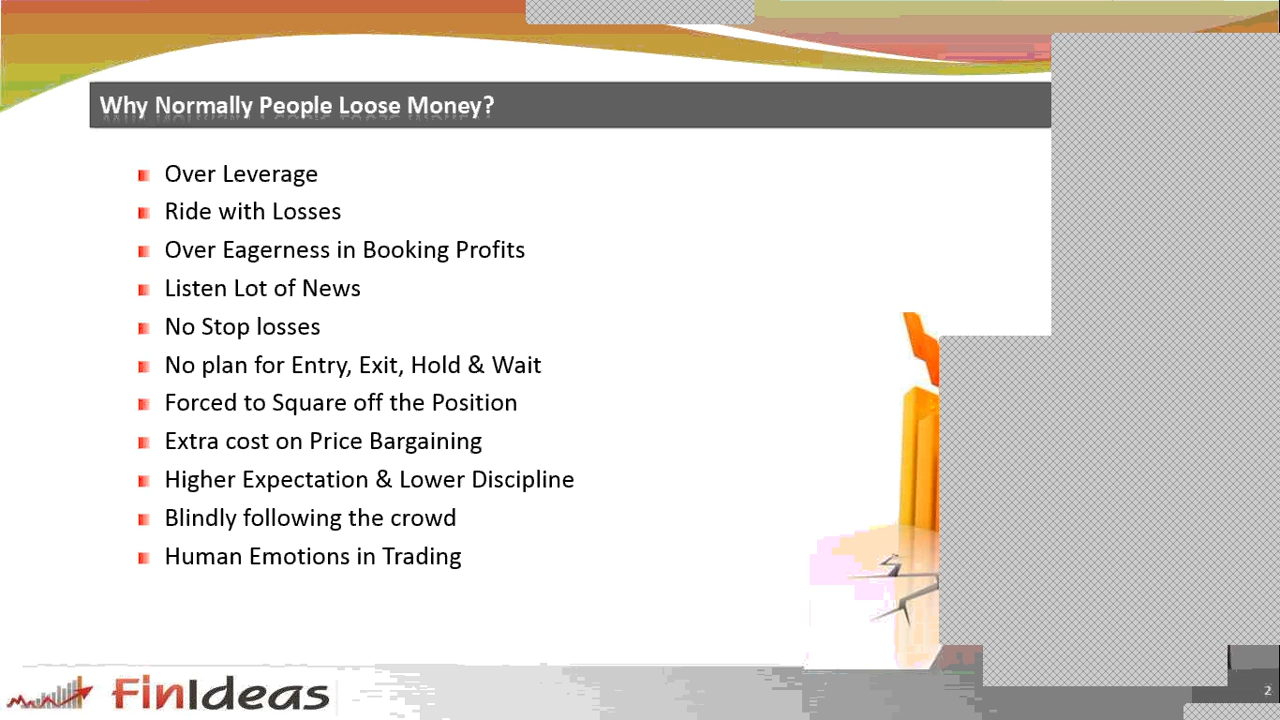 Why Normally People Loose Money?
Over Leverage
Ride with Losses
Over Eagerness in Booking Profits
Listen Lot of News
No Stop losses
No plan for Entry, Exit, Hold & Wait
Forced to Square off the Position
Extra cost on Price Bargaining
Higher Expectation & Lower Discipline
Blindly following the crowd
Human Emotions in Trading
FinIdeas
2